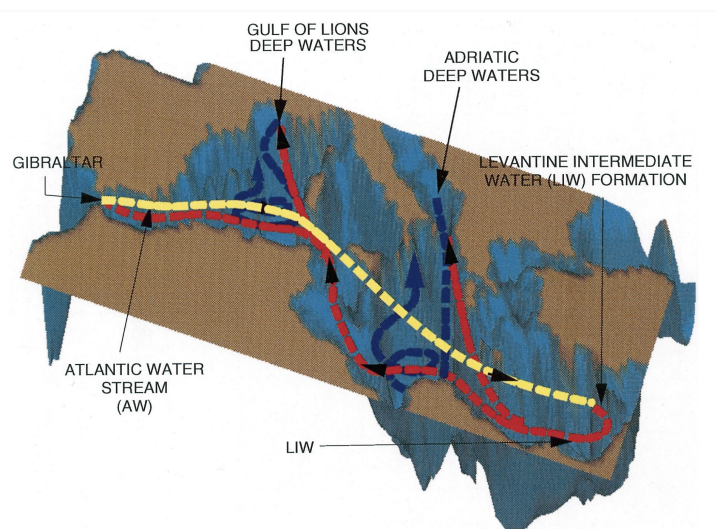 GULF OF LIONS
DEEP WATERS
ADRIATIC
DEEP WATERS
GIBRALTAR
LEVANTINE INTERMEDIATE
WATER (LIW) FORMATION
ATLANTIC WATER
STREAM
(AW)
LIW